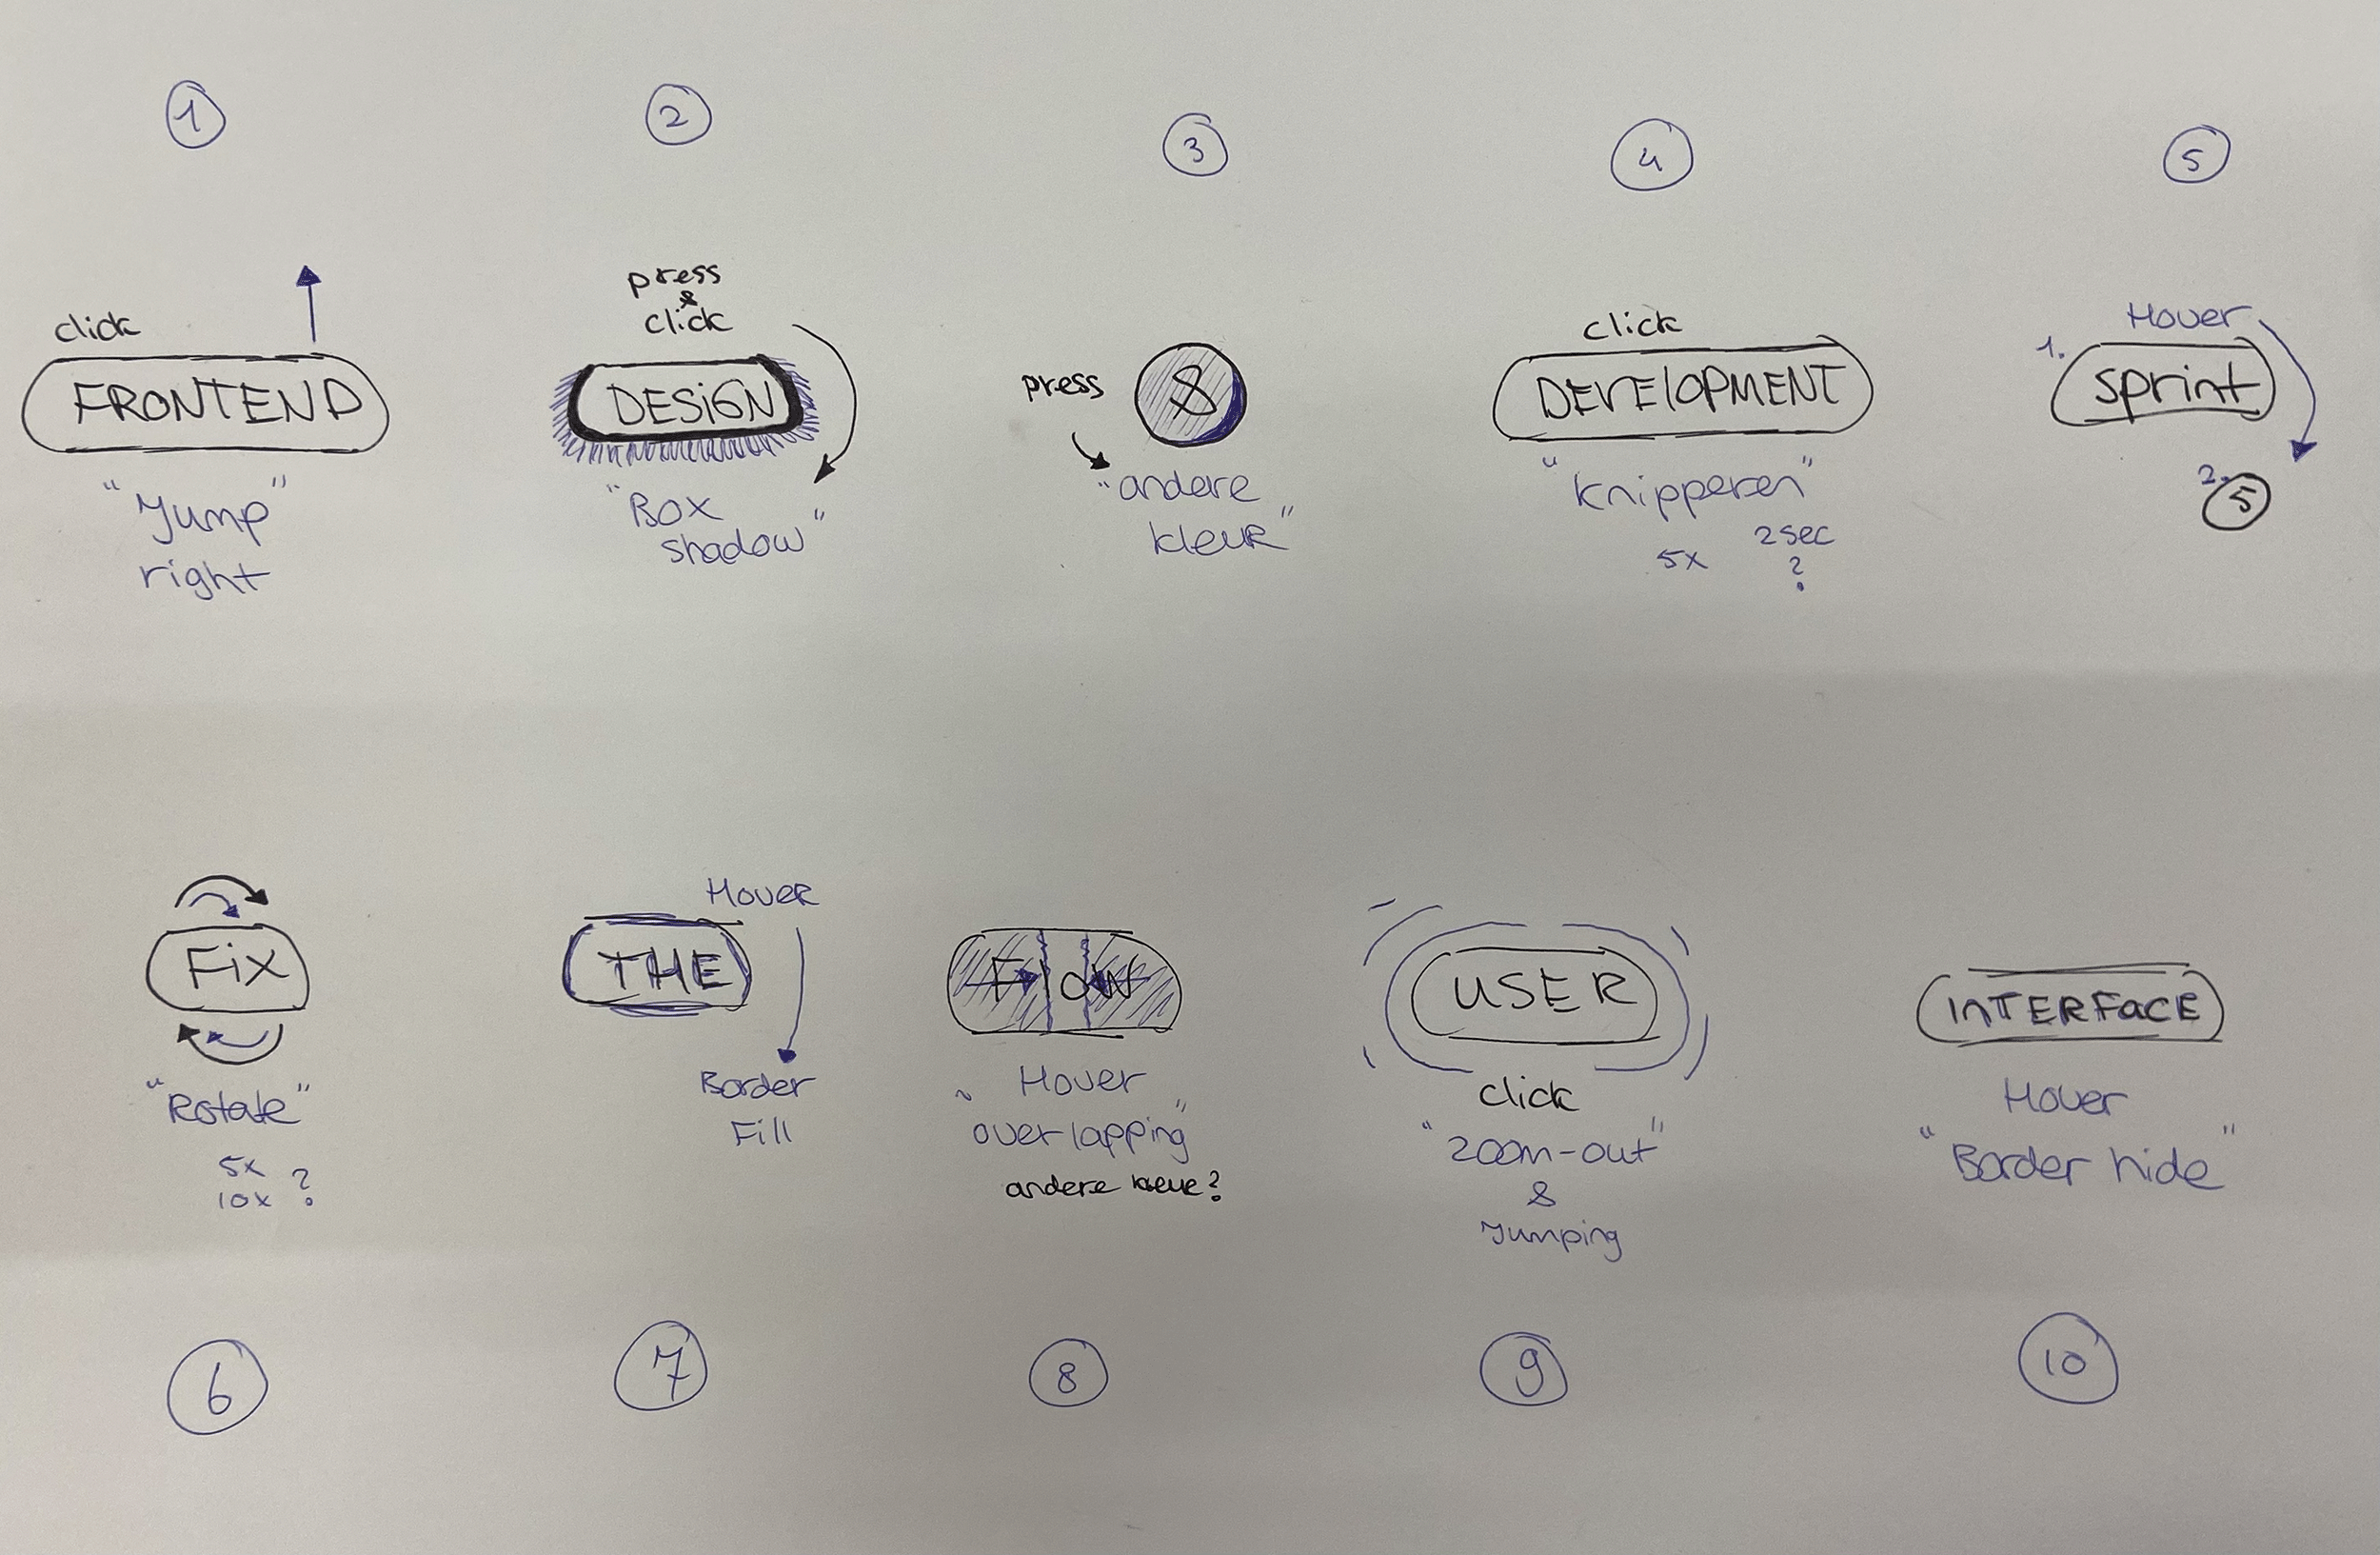 1
click
FRONTEND
"Jump"
right
2
press
&
click
DESiGN
"Box
shadow"
3
press
&
"andere
kleur"
4
click
DEVElOPMENT
"Knipperen"
5x 2sec
?
5
Hover
1.
sprint
2.
5
Fix
"Rotate"
5x
10x ?
6
Hover
THE
Border
Fill
7
Flow
Hover
"overlapping"
andere kleur?
8
USER
click
"zoom-out"
&
Jumping
9
inTERFaCE
Hover
"Border hide"
10